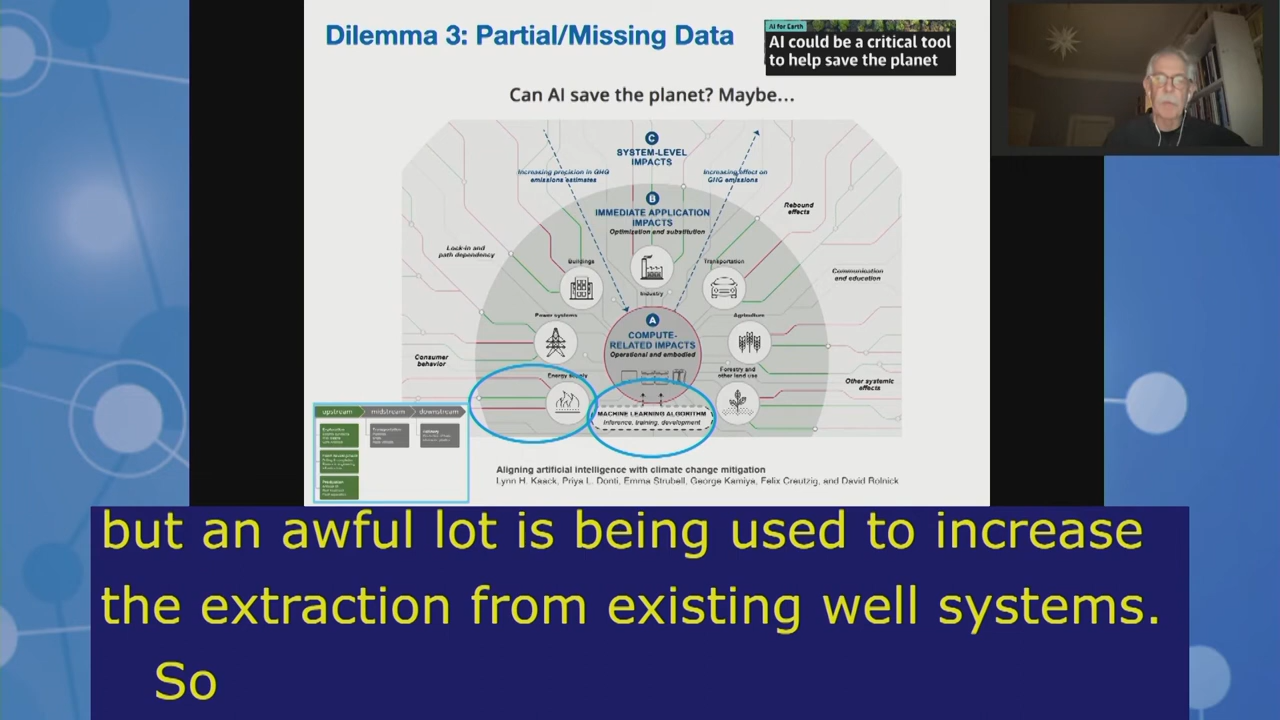 Dilemma 3: Partial/Missing Data
AI for Earth
AI could be a critical tool
to help save the planet
Can AI save the planet? Maybe…
C
SYSTEM-LEVEL
IMPACTS
Increasing precision in GHG
emissions estimates
Increasing effect on
GHG emissions
B
IMMEDIATE APPLICATION
IMPACTS
Optimization and substitution
Rebound
effects
Lock-in and
path dependency
Buildings
Transportation
Communication
and education
Industry
Power systems
Agriculture
A
COMPUTE-
RELATED IMPACTS
Operational and embodied
Consumer
behavior
Energy supply
Forestry and
other land use
Other systemic
effects
MACHINE LEARNING ALGORITHM
Inference, training, development
upstream
midstream
downstream
Exploration
Transportation
Production
Aligning artificial intelligence with climate change mitigation
Lynn H. Kaack, Priya L. Donti, Emma Strubell, George Kamiya, Felix Creutzig, and David Rolnick
but an awful lot is being used to increase
the extraction from existing well systems.
So